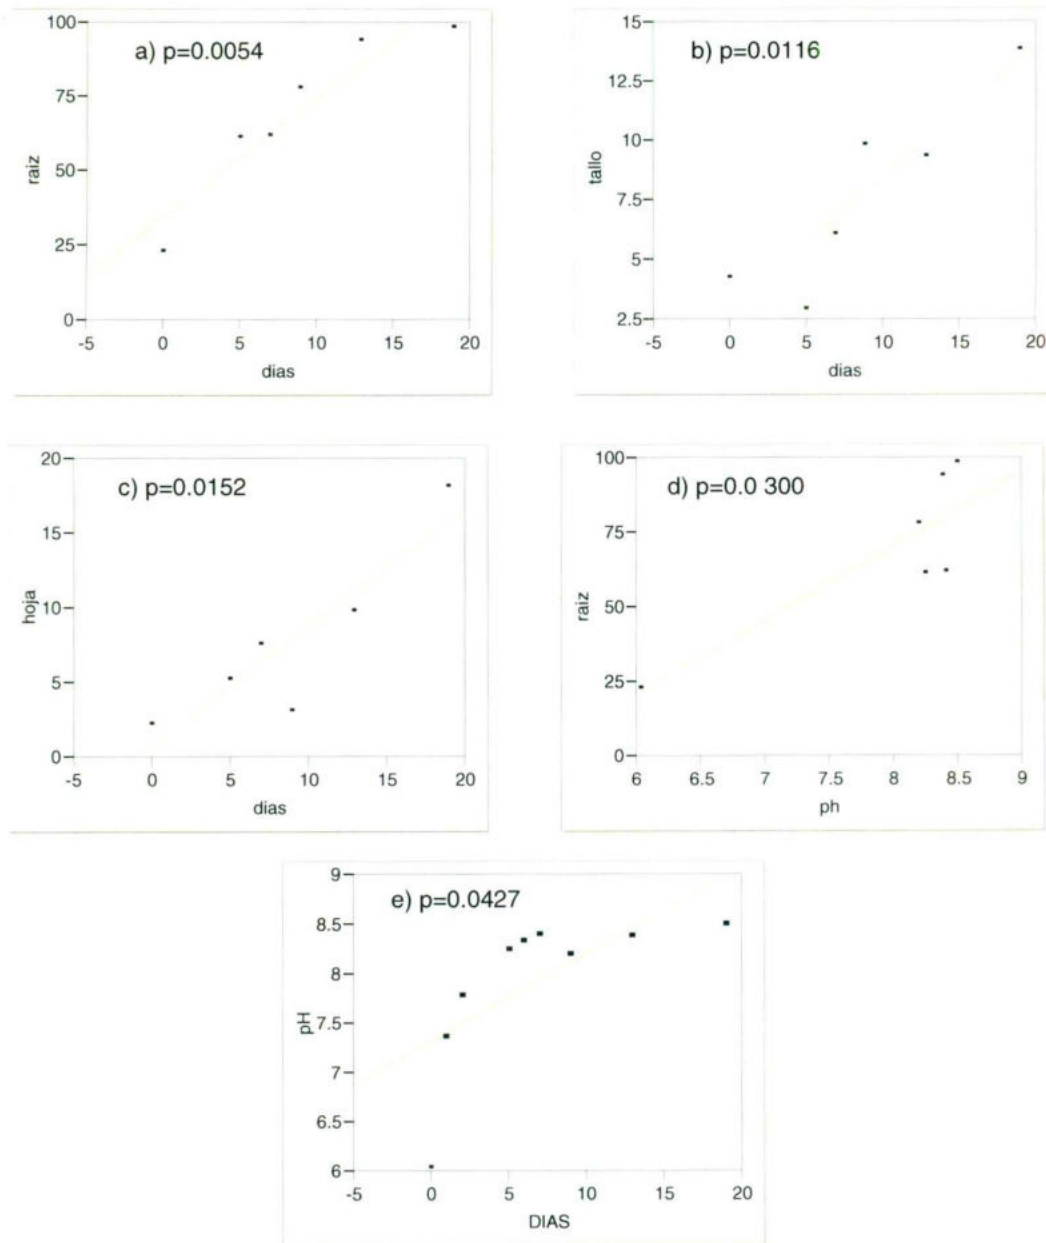 a) p=0.0054
100
75
50
25
0
raiz
-5 0 5 10 15 20
dias
b) p=0.0116
15
12.5
10
7.5
5
2.5
tallo
-5 0 5 10 15 20
dias
c) p=0.0152
20
15
10
5
0
hoja
-5 0 5 10 15 20
dias
d) p=0.0 300
100
75
50
25
0
raiz
6 6.5 7 7.5 8 8.5 9
ph
e) p=0.0427
9
8.5
8
7.5
7
6.5
6
pH
-5 0 5 10 15 20
DIAS